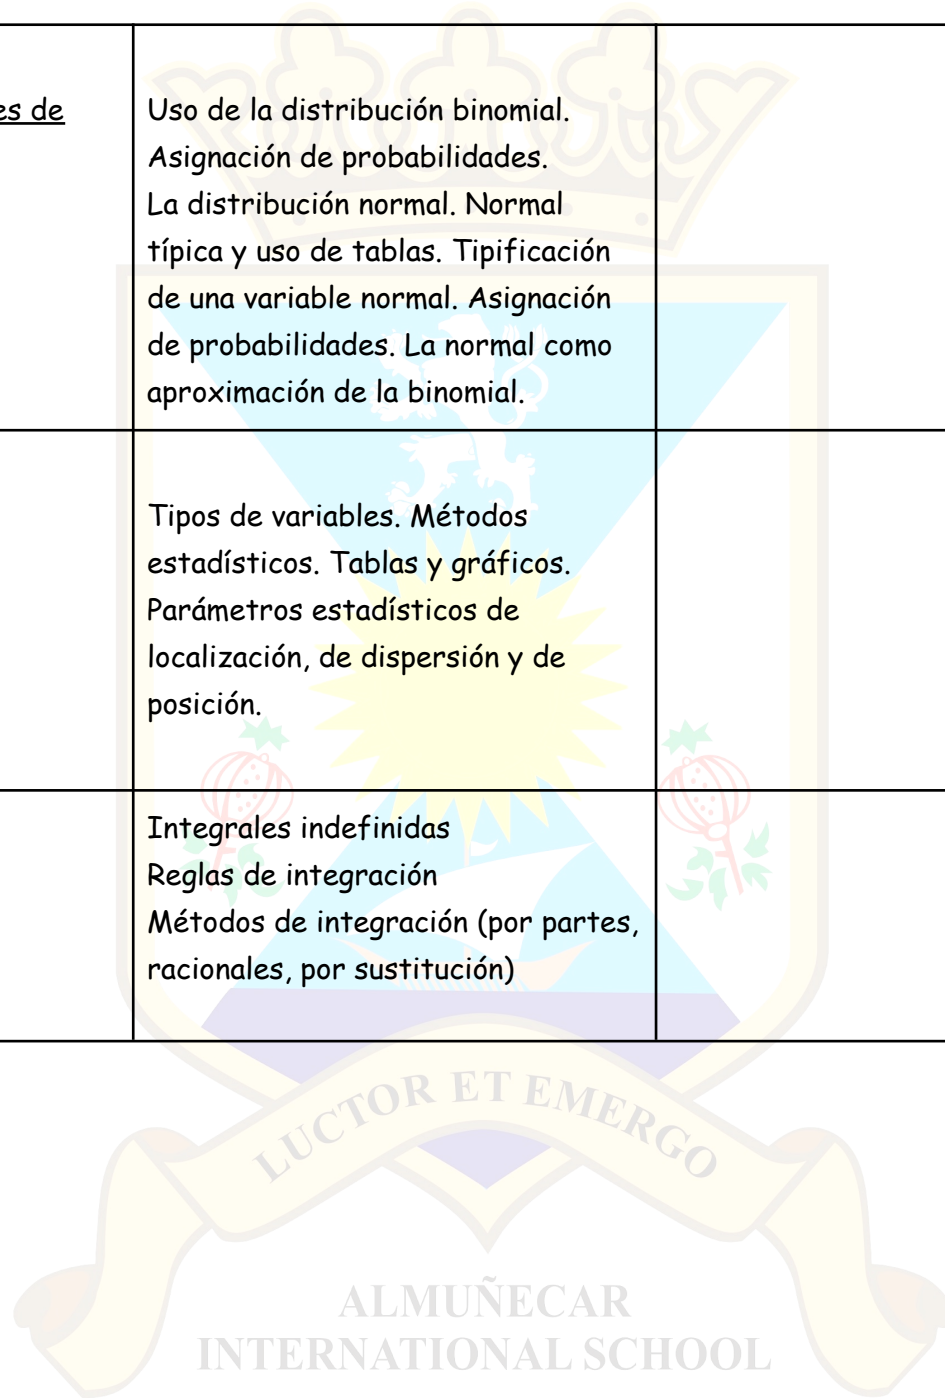 es de
Uso de la distribución binomial.
Asignación de probabilidades.
La distribución normal. Normal
típica y uso de tablas. Tipificación
de una variable normal. Asignación
de probabilidades. La normal como
aproximación de la binomial.
Tipos de variables. Métodos
estadísticos. Tablas y gráficos.
Parámetros estadísticos de
localización, de dispersión y de
posición.
Integrales indefinidas
Reglas de integración
Métodos de integración (por partes,
racionales, por sustitución)
LUCTOR ET EMERGO
ALMUÑECAR
INTERNATIONAL SCHOOL